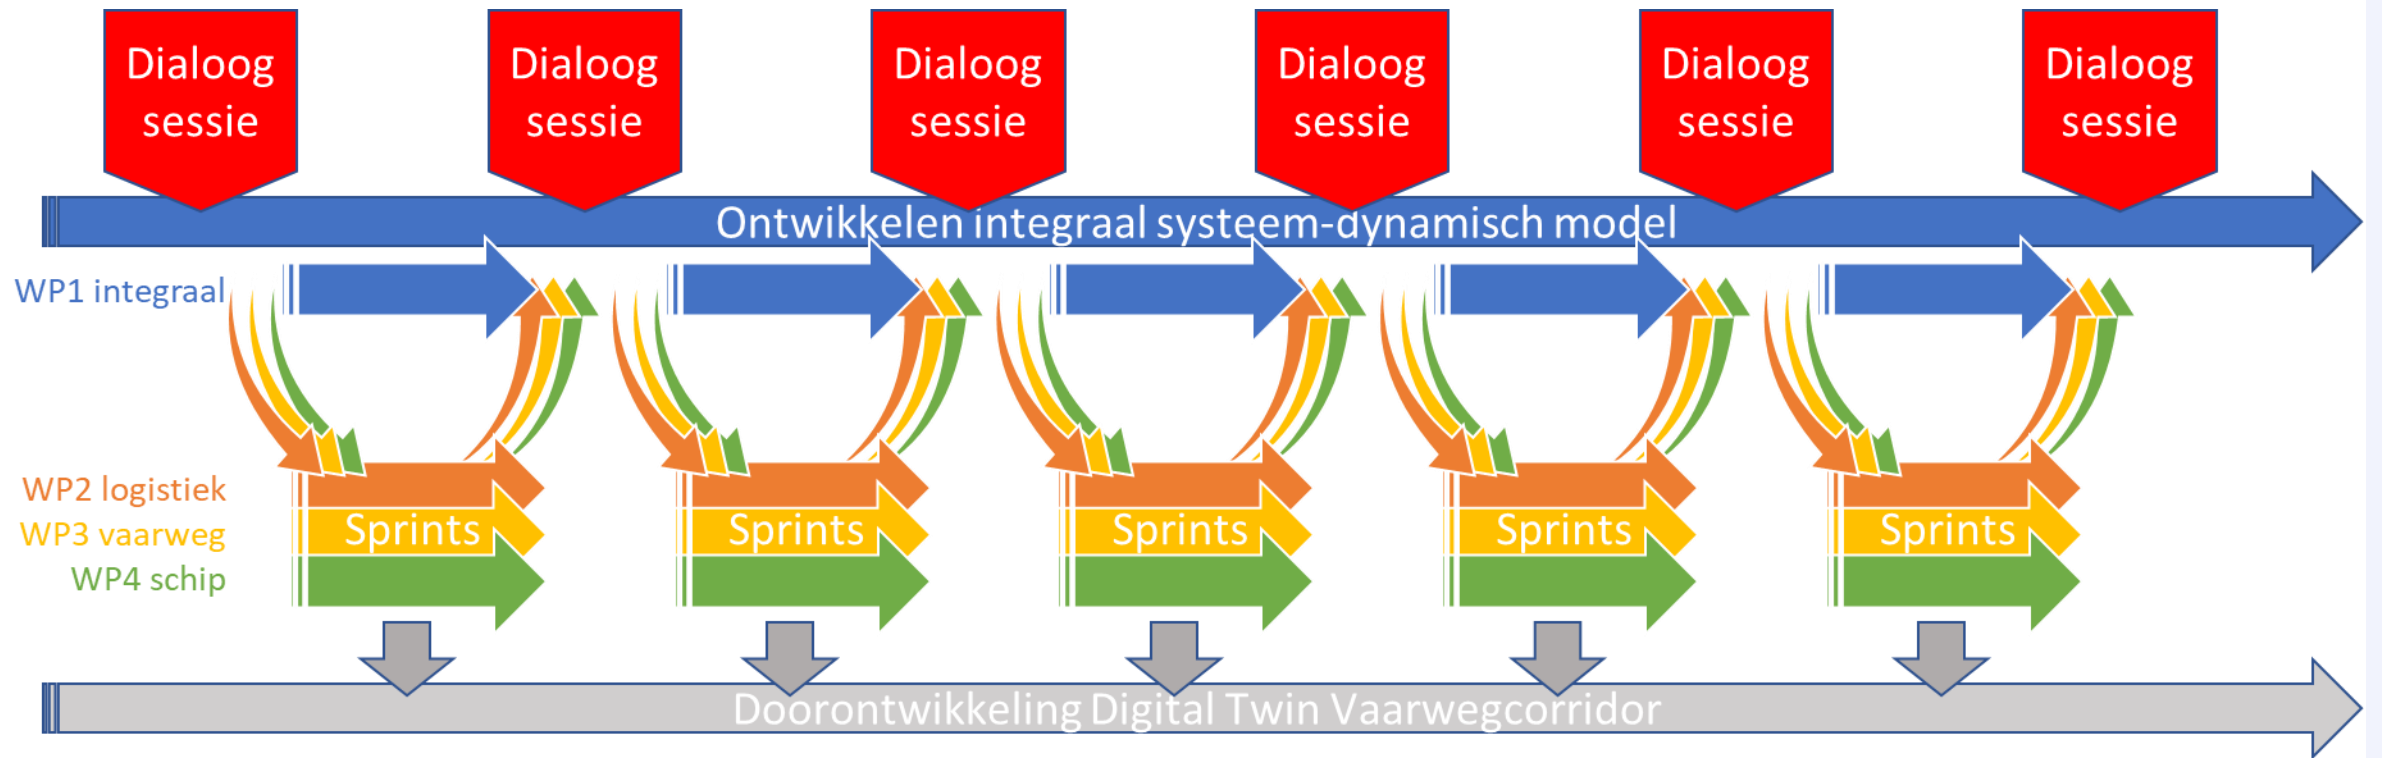 Dialoog
sessie
Dialoog
sessie
Dialoog
sessie
Dialoog
sessie
Dialoog
sessie
Dialoog
sessie
Ontwikkelen integraal systeem-dynamisch model
WP1 integraal
WP2 logistiek
WP3 vaarweg
WP4 schip
Sprints
Sprints
Sprints
Sprints
Sprints
Doorontwikkeling Digital Twin Vaarwegcorridor